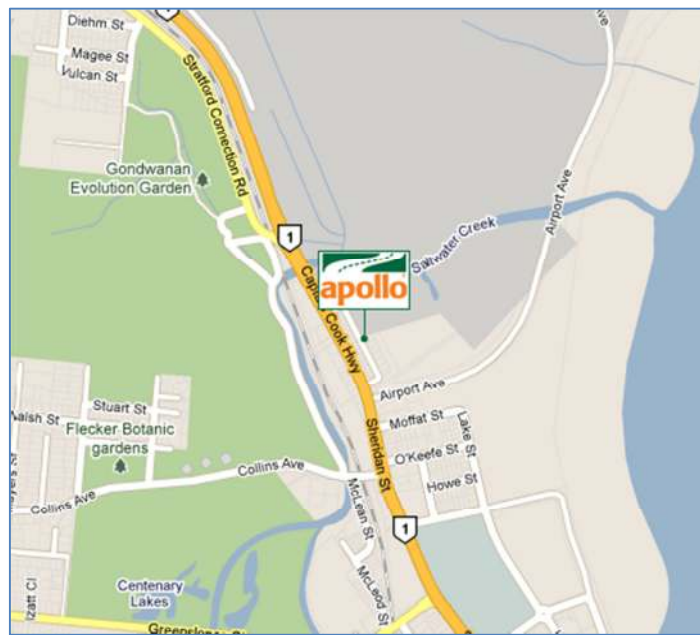 Diehm St
Magee St
Vulcan St
1
Stratford Connection Rd
Gondwanan
Evolution Garden
Airport Ave
1
Saltwater Creek
apollo
Captain Cook Hwy
Airport Ave
Stuart St
Moffat St
Lake St
Walsh St
Flecker Botanic
gardens
Sheridan St
O'Keefe St
Collins Ave
Howe St
Collins Ave
McLean St
1
Centenary
Lakes
McLeod St